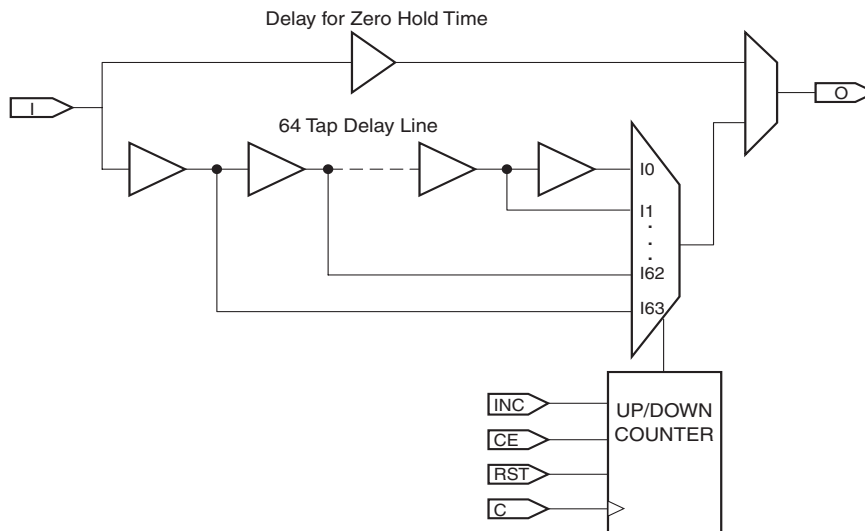 Delay for Zero Hold Time
I
O
64 Tap Delay Line
I0
I1
I62
I63
INC
CE
RST
C
UP/DOWN
COUNTER